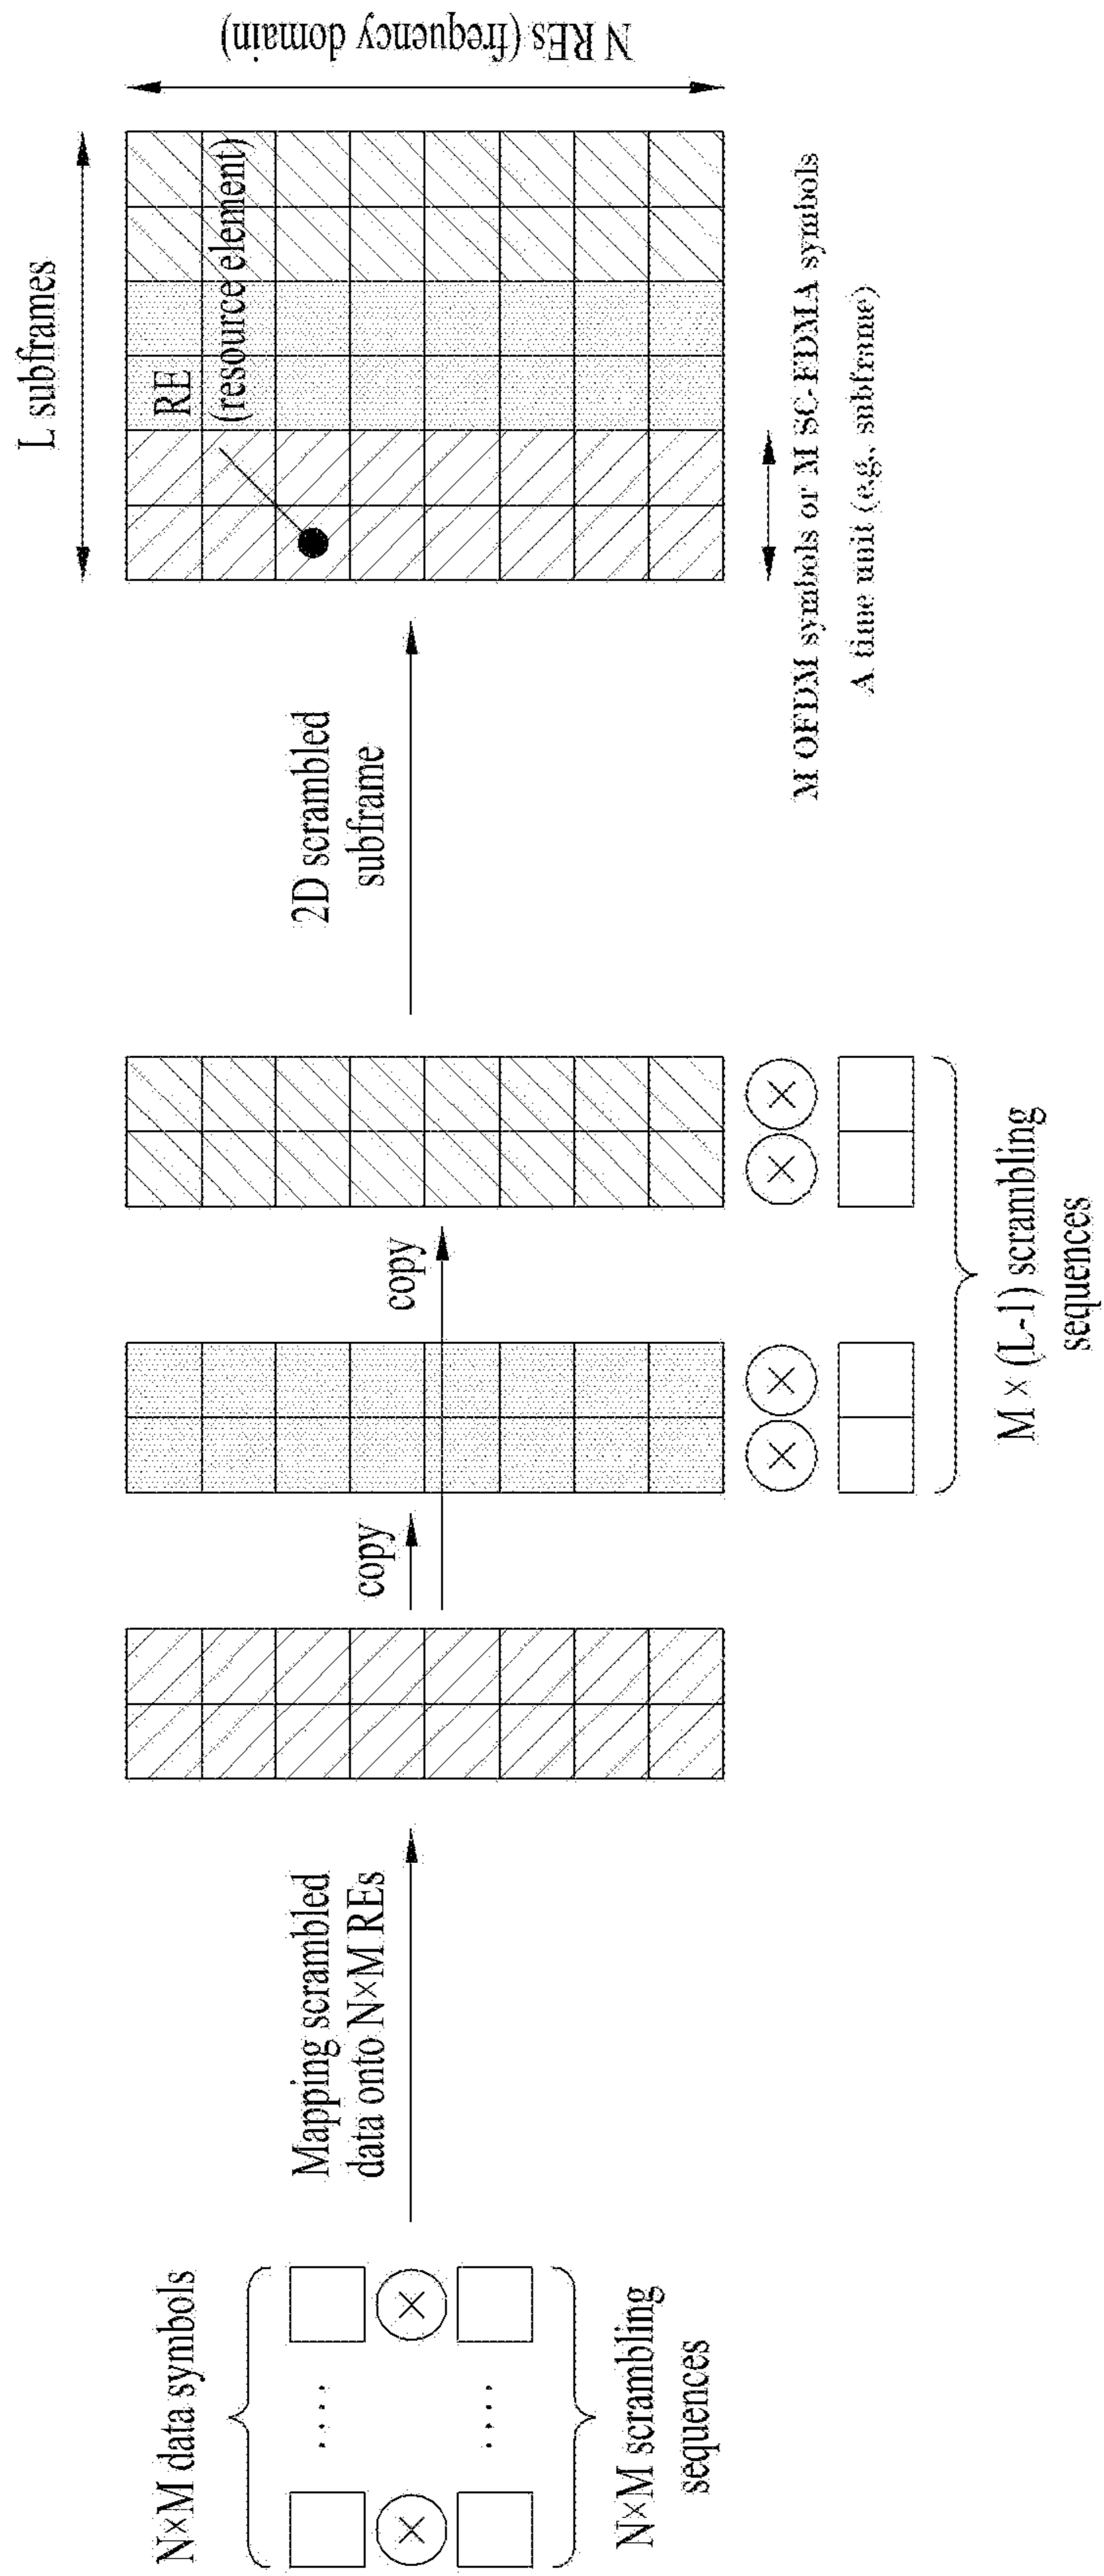 N×M data symbols
N×M scrambling
sequences
Mapping scrambled
data onto N×M REs
copy
copy
M × (L-1) scrambling
sequences
2D scrambled
subframe
L subframes
RE
(resource element)
N REs (frequency domain)
M OFDM symbols or M SC-FDMA symbols
A time unit (e.g., subframe)